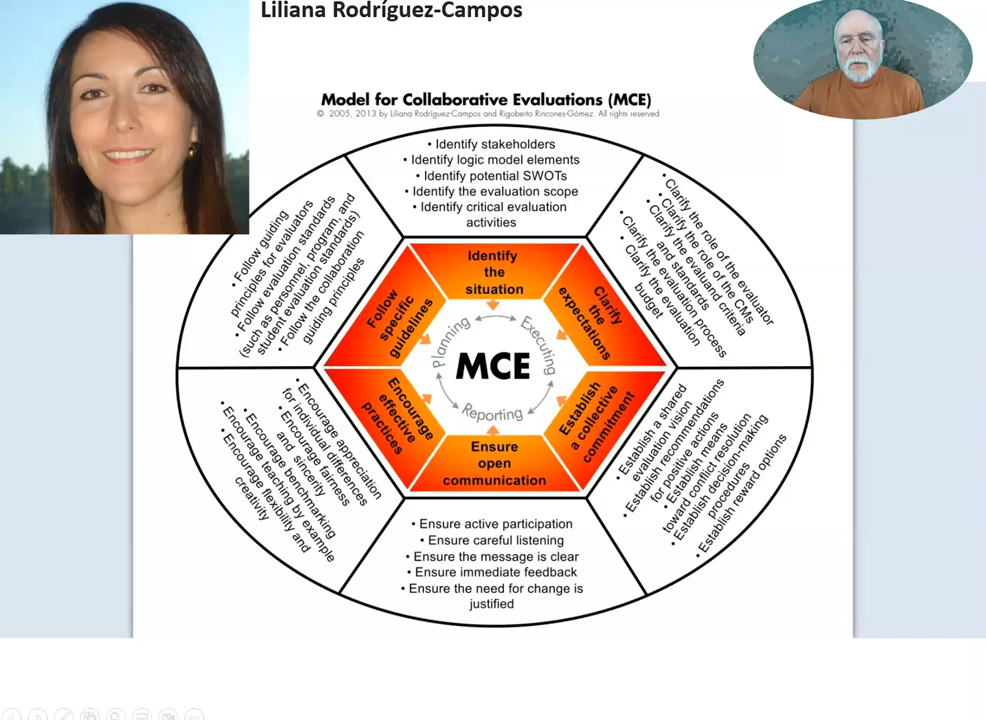 Liliana Rodríguez-Campos
Model for Collaborative Evaluations (MCE)
© 2005, 2013 by Liliana Rodríguez-Campos and Rigoberto Rincones-Gómez. All rights reserved
• Identify stakeholders
• Identify logic model elements
• Identify potential SWOTs
• Identify the evaluation scope
• Identify critical evaluation
activities
• Clarify the role of the evaluator
• Clarify the role of the CMs
• Clarify the evaluand criteria
and standards
• Clarify the evaluation process
• Clarify the evaluation
budget
• Establish a shared
evaluation vision
• Establish recommendations
for positive actions
• Establish means
toward conflict resolution
• Establish decision-making
procedures
• Establish reward options
• Ensure active participation
• Ensure careful listening
• Ensure the message is clear
• Ensure immediate feedback
• Ensure the need for change is
justified
• Encourage appreciation
for individual differences
• Encourage fairness
and sincerity
• Encourage benchmarking
• Encourage teaching by example
• Encourage flexibility and
creativity
• Follow guiding
principles for evaluators
• Follow evaluation standards
(such as personnel, program, and
student evaluation standards)
• Follow the collaboration
guiding principles
Identify
the
situation
Clarify
the
expectations
Establish
a collective
commitment
Ensure
open
communication
Encourage
effective
practices
Follow
specific
guidelines
Planning
Executing
Reporting
MCE